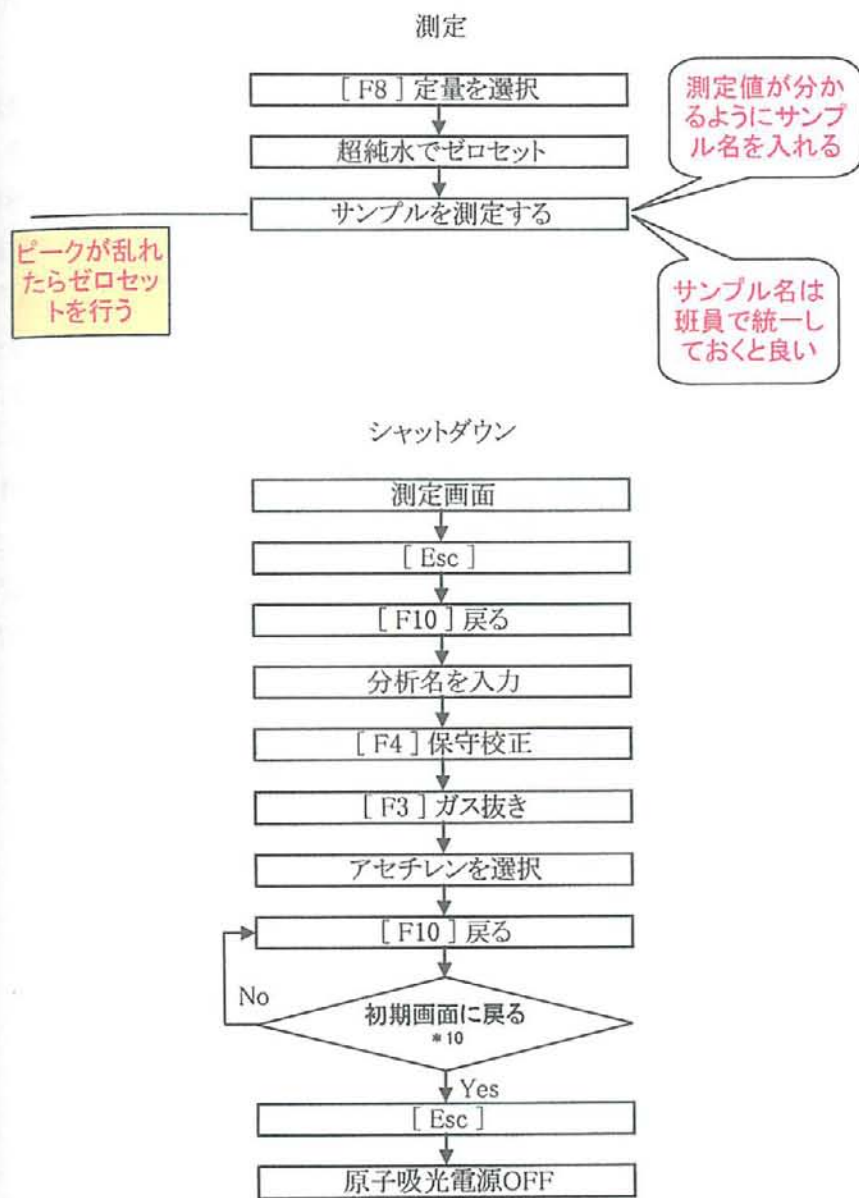 測定
[ F8 ] 定量を選択
測定値が分か
るようにサンプ
ル名を入れる
超純水でゼロセット
サンプルを測定する
ピークが乱れ
たらゼロセッ
トを行う
サンプル名は
班員で統一し
ておくと良い
シャットダウン
測定画面
[ Esc ]
[ F10 ] 戻る
分析名を入力
[ F4 ] 保守校正
[ F3 ] ガス抜き
アセチレンを選択
[ F10 ] 戻る
No
初期画面に戻る
*10
Yes
[ Esc ]
原子吸光電源OFF